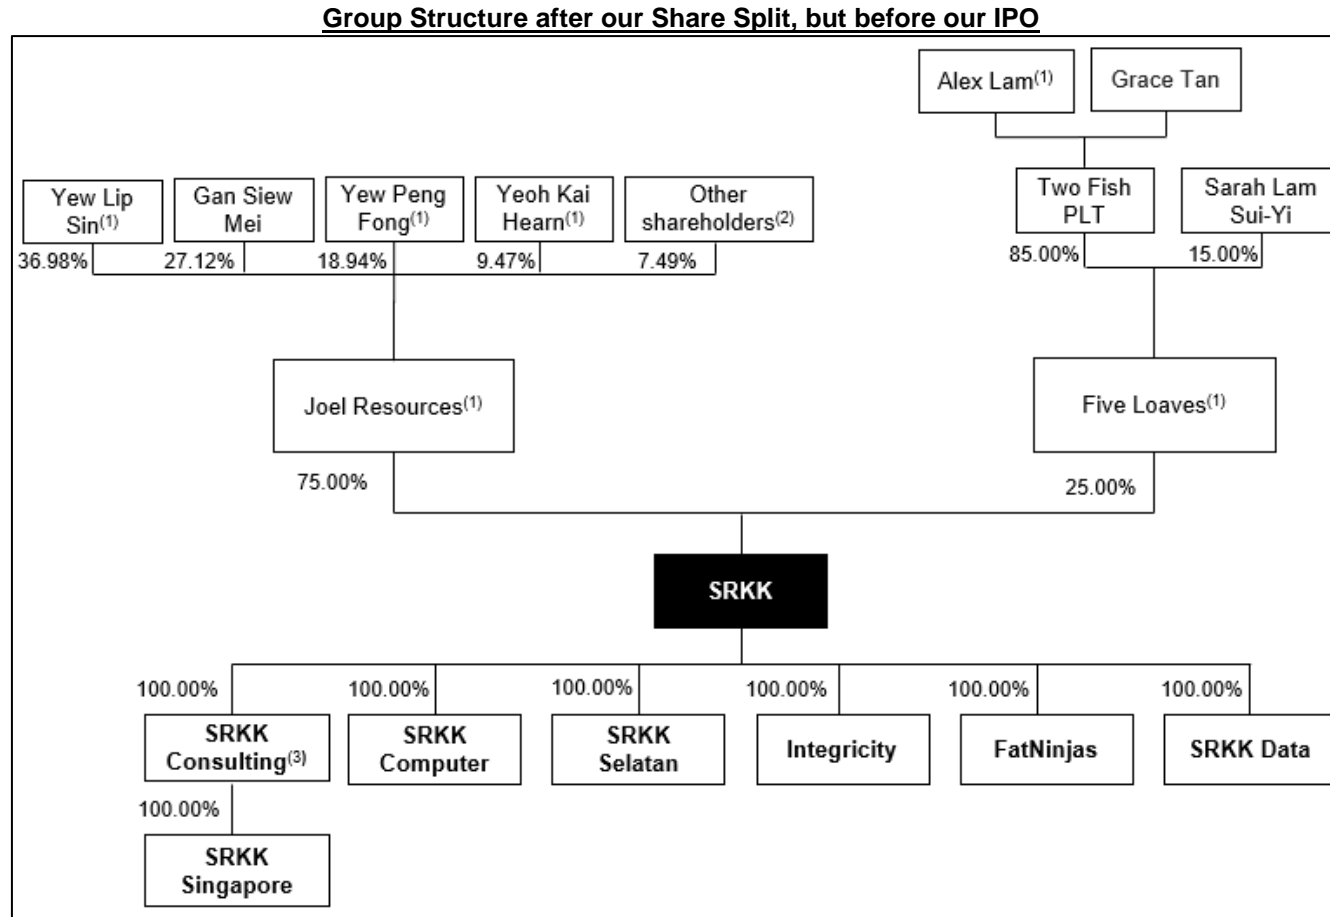 Group Structure after our Share Split, but before our IPO
Alex Lam(1)
Grace Tan
Yew Lip
Sin(1)
Gan Siew
Mei
Yew Peng
Fong(1)
Yeoh Kai
Hearn(1)
Other
shareholders(2)
Two Fish
PLT
Sarah Lam
Sui-Yi
36.98%
27.12%
18.94%
9.47%
7.49%
85.00%
15.00%
Joel Resources(1)
Five Loaves(1)
75.00%
25.00%
SRKK
100.00%
100.00%
100.00%
100.00%
100.00%
100.00%
SRKK
Consulting(3)
SRKK
Computer
SRKK
Selatan
Integricity
FatNinjas
SRKK Data
100.00%
SRKK
Singapore